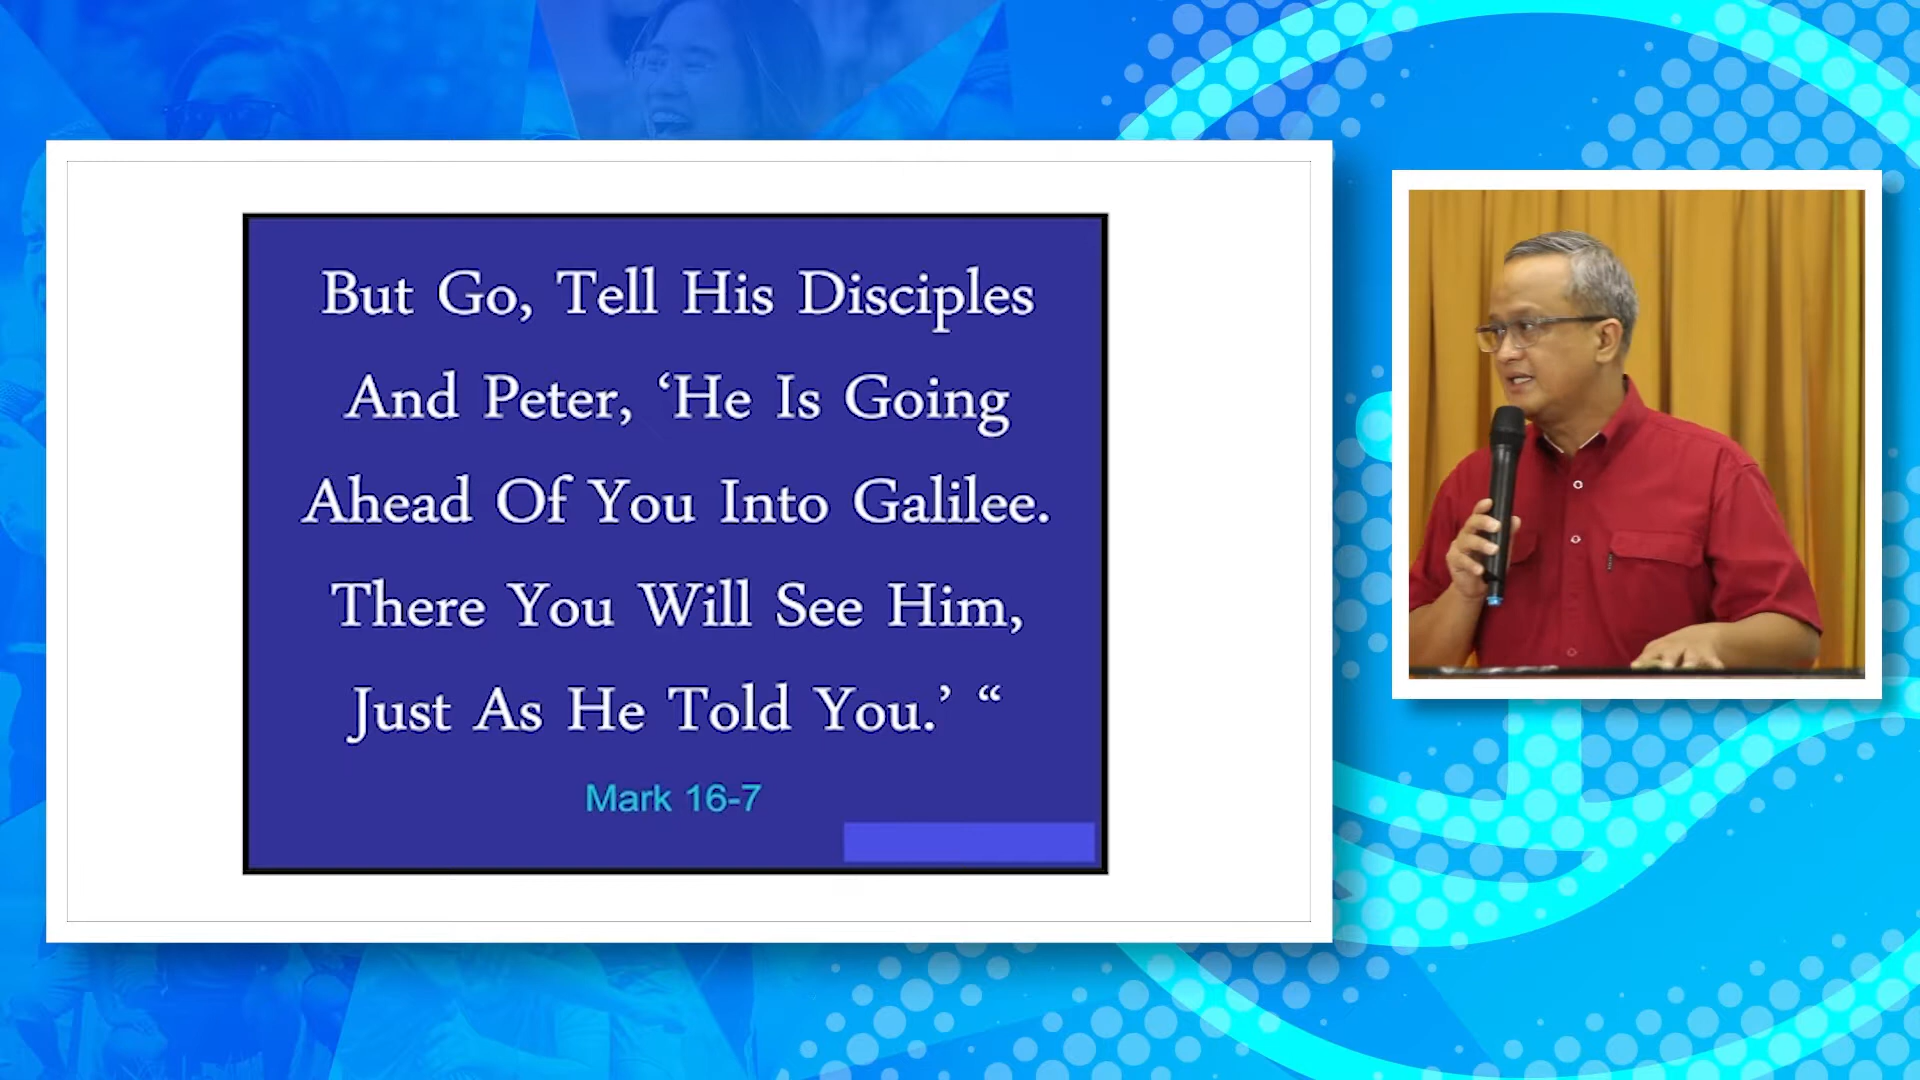 But Go, Tell His Disciples
And Peter, ‘He Is Going
Ahead Of You Into Galilee.
There You Will See Him,
Just As He Told You.’ “
Mark 16-7